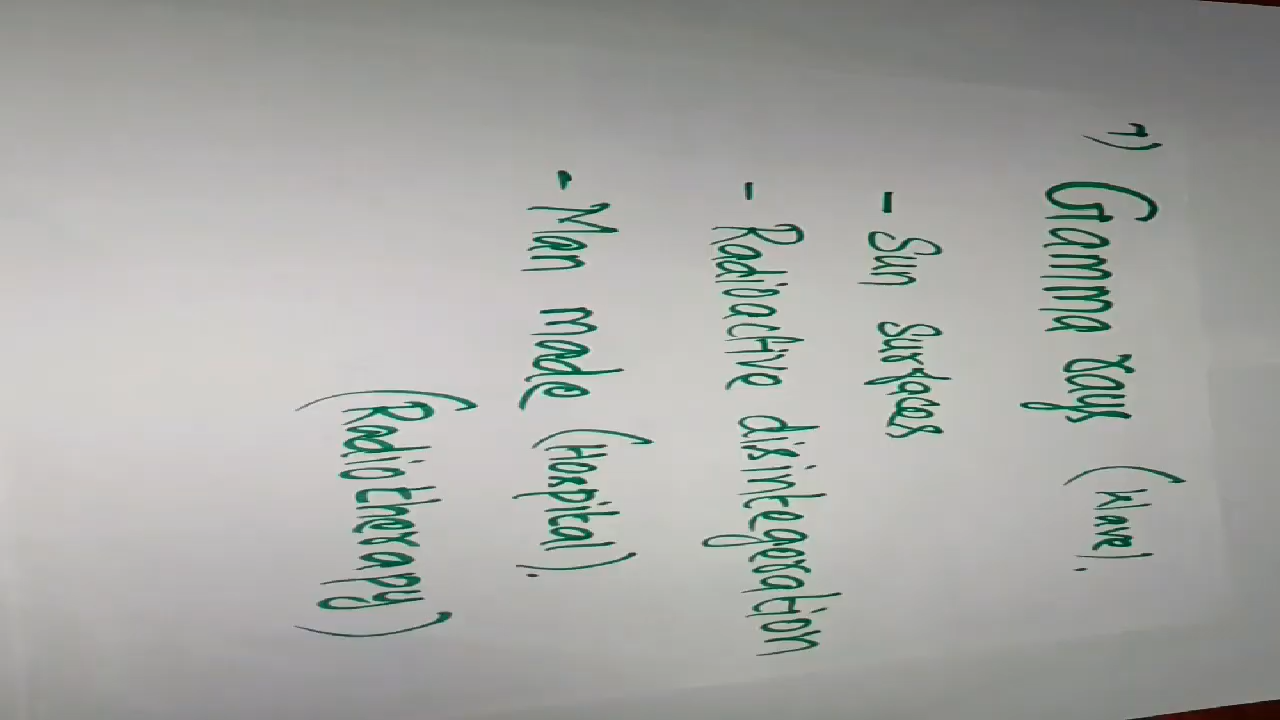 7) Gamma rays (Wave).
- Sun Surfaces
- Radioactive disintegration
- Man made (Hospital).
(Radiotherapy)